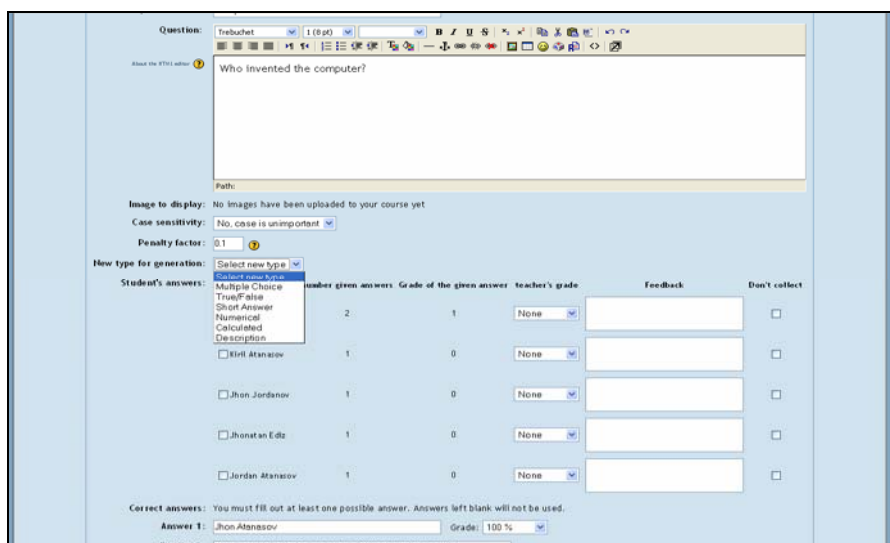 Question: Trebuchet 1 (8 pt) B I U S
About the HTML editor
Who invented the computer?
Path:
Image to display: No images have been uploaded to your course yet
Case sensitivity: No, case is unimportant
Penalty factor: 0.1
New type for generation: Select new type
Select new type
Student's answers: Multiple Choice umber given answers Grade of the given answer teacher's grade Feedback Don't collect
True/False
Short Answer 2 1 None
Numerical
Calculated
Description
Kiril Atanasov 1 0 None
Jhon Jordanov 1 0 None
Jhonatan Ediz 1 0 None
Jordan Atanasov 1 0 None
Correct answers: You must fill out at least one possible answer. Answers left blank will not be used.
Answer 1: Jhon Atanasov Grade: 100 %